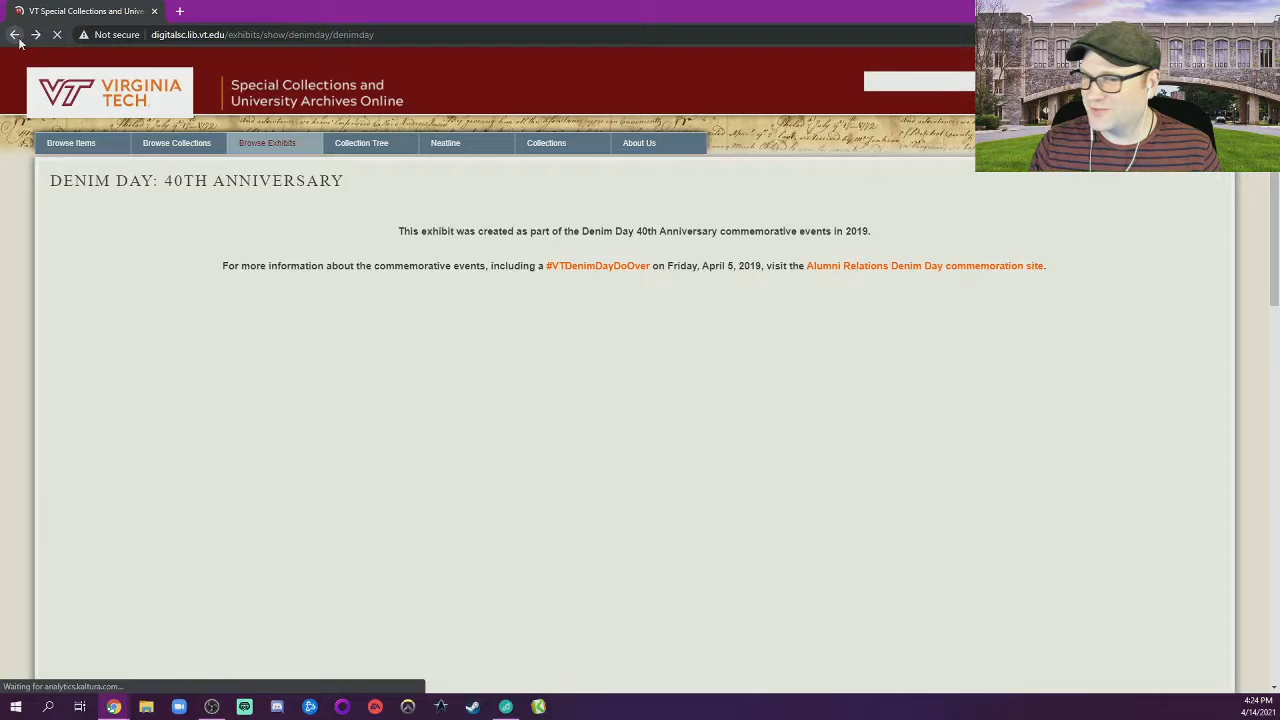 VT Special Collections
Not secure
digitalsc.lib.vt.edu/exhibits/show/denimday/denimday
VIRGINIA
TECH.
Special Collections and
University Archives Online
Browse Items
Browse Collections
Browse Exhibits
Collection Tree
Neatline
Collections
About Us
DENIM DAY: 40TH ANNIVERSARY
This exhibit was created as part of the Denim Day 40th Anniversary commemorative events in 2019.
For more information about the commemorative events, including a #VTDenimDayDoOver on Friday, April 5, 2019, visit the Alumni Relations Denim Day commemoration site.
Waiting for analytics.kaltura.com...
4:24 PM
4/14/2021